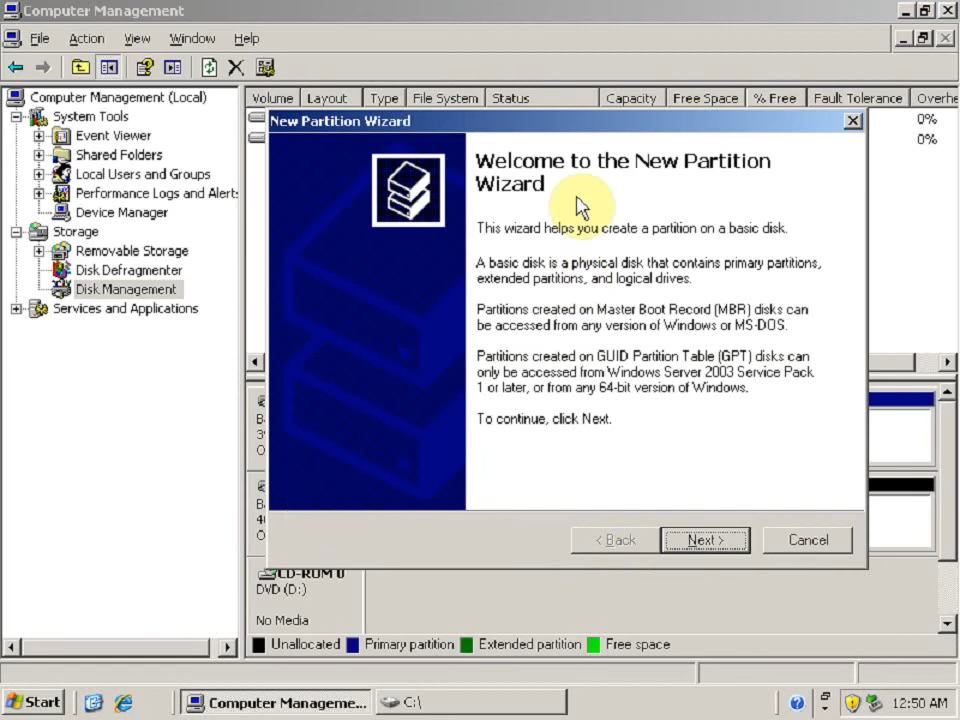 Computer Management
File Action View Window Help
Computer Management (Local)
System Tools
Event Viewer
Shared Folders
Local Users and Groups
Performance Logs and Alert:
Device Manager
Storage
Removable Storage
Disk Defragmenter
Disk Management
Services and Applications
Volume Layout Type File System Status Capacity Free Space % Free Fault Tolerance Overhe
0%
0%
New Partition Wizard
Welcome to the New Partition
Wizard
This wizard helps you create a partition on a basic disk.
A basic disk is a physical disk that contains primary partitions,
extended partitions, and logical drives.
Partitions created on Master Boot Record (MBR) disks can
be accessed from any version of Windows or MS-DOS.
Partitions created on GUID Partition Table (GPT) disks can
only be accessed from Windows Server 2003 Service Pack
1 or later, or from any 64-bit version of Windows.
To continue, click Next.
< Back Next > Cancel
CD-ROM 0
DVD (D:)
No Media
Unallocated Primary partition Extended partition Free space
Start Computer Manageme... C:\ 12:50 AM